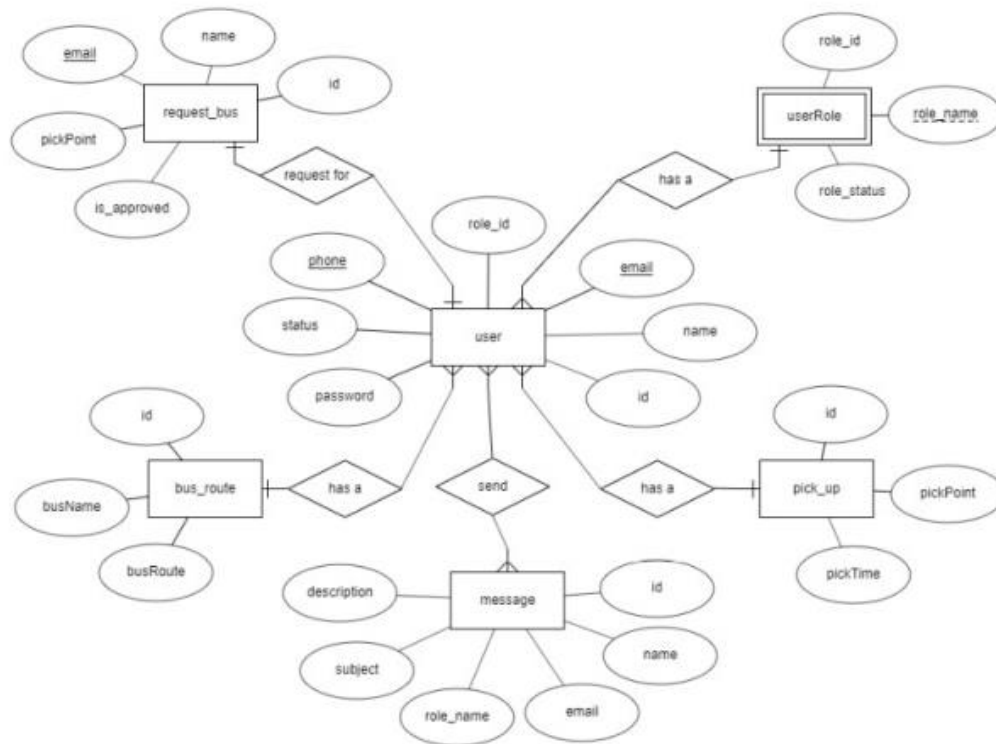 name
email
id
request_bus
pickPoint
is_approved
request for
role_id
userRole
role_name
role_status
has a
role_id
phone
email
status
user
name
password
id
id
bus_route
busName
busRoute
has a
send
has a
id
pick_up
pickPoint
pickTime
description
message
id
subject
name
role_name
email